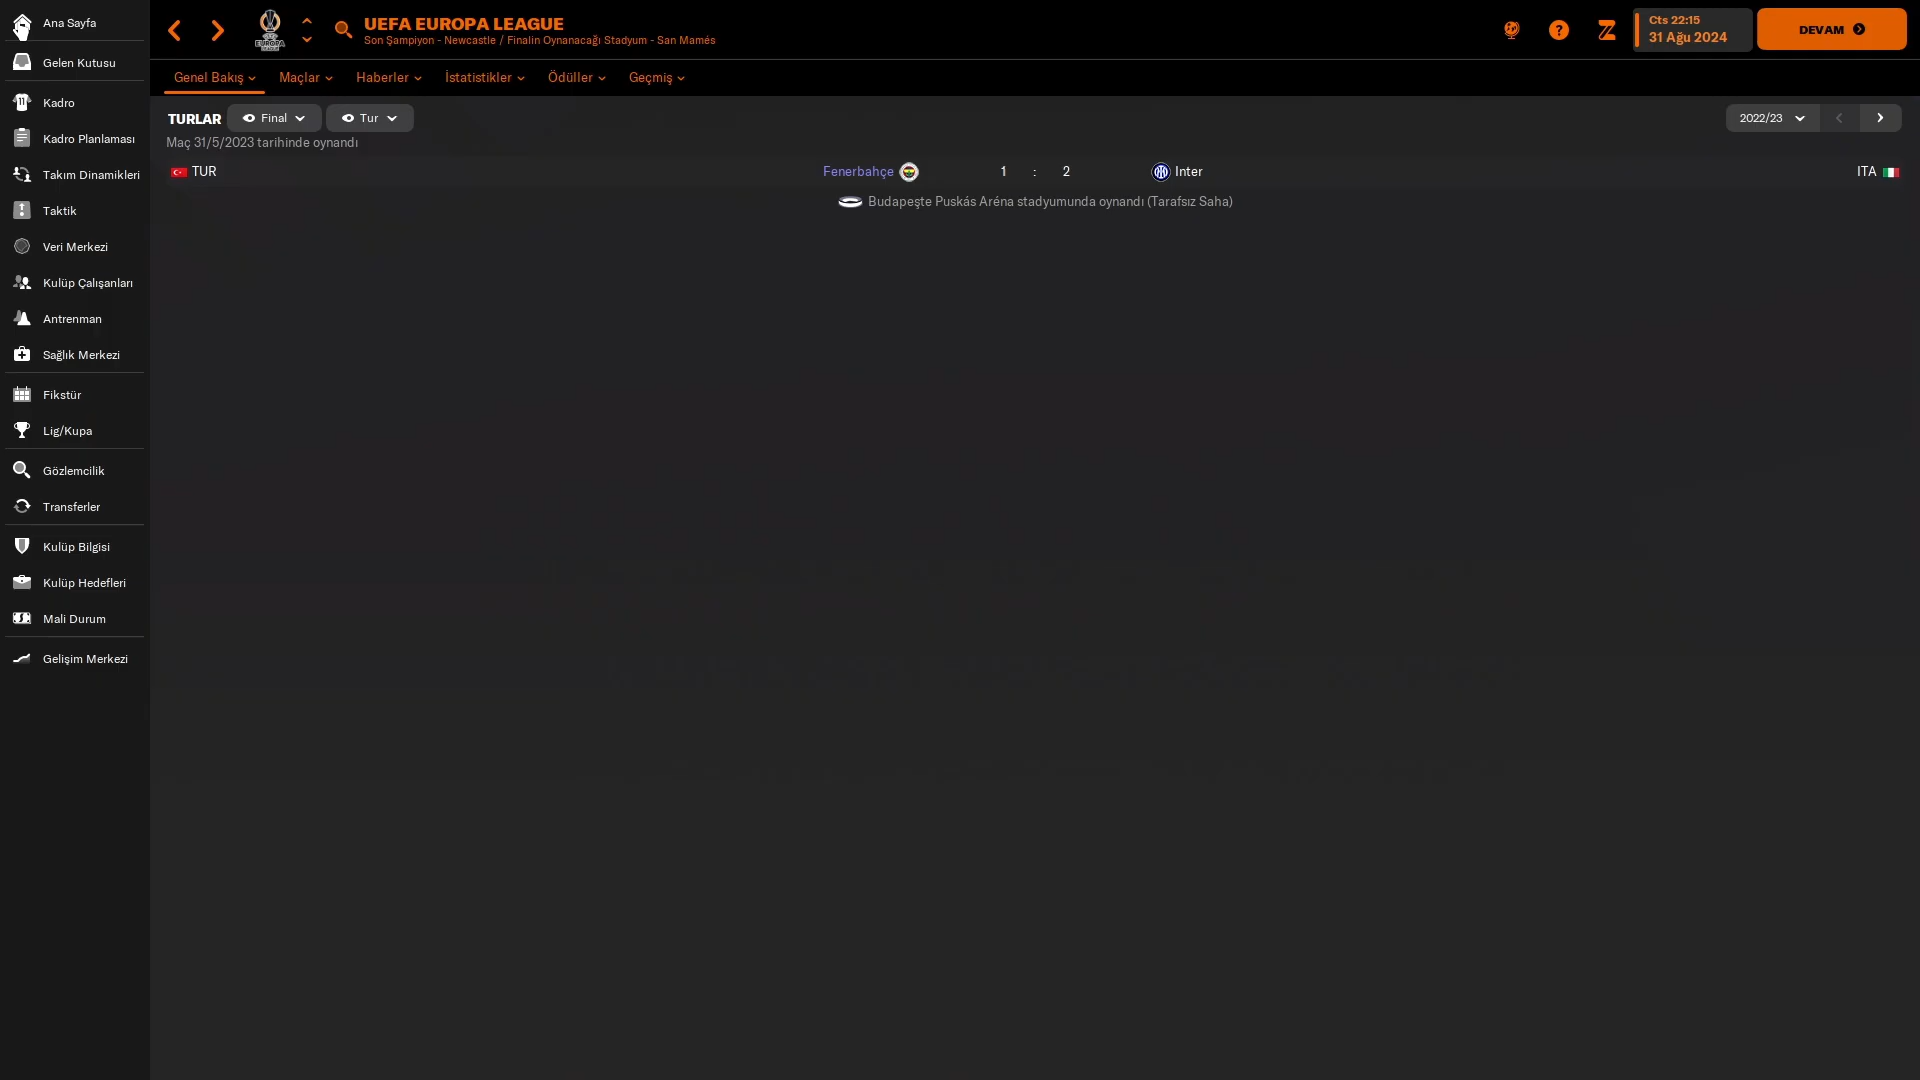 Ana Sayfa
Gelen Kutusu
Kadro
Kadro Planlaması
Takım Dinamikleri
Taktik
Veri Merkezi
Kulüp Çalışanları
Antrenman
Sağlık Merkezi
Fikstür
Lig/Kupa
Gözlemcilik
Transferler
Kulüp Bilgisi
Kulüp Hedefleri
Mali Durum
Gelişim Merkezi
UEFA EUROPA LEAGUE
Son Şampiyon - Newcastle / Finalin Oynanacağı Stadyum - San Mamés
Cts 22:15
31 Ağu 2024
DEVAM
Genel Bakış Maçlar Haberler İstatistikler Ödüller Geçmiş
TURLAR Final Tur 2022/23
Maç 31/5/2023 tarihinde oynandı
TUR Fenerbahçe 1 : 2 Inter ITA
Budapeşte Puskás Aréna stadyumunda oynandı (Tarafsız Saha)